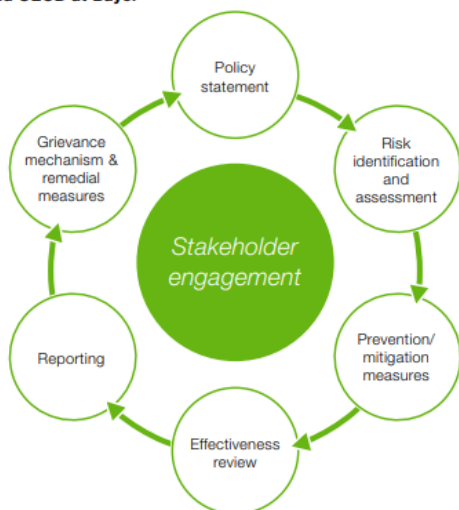 Policy
statement
Risk
identification
and
assessment
Prevention/
mitigation
measures
Effectiveness
review
Reporting
Grievance
mechanism &
remedial
measures
Stakeholder
engagement